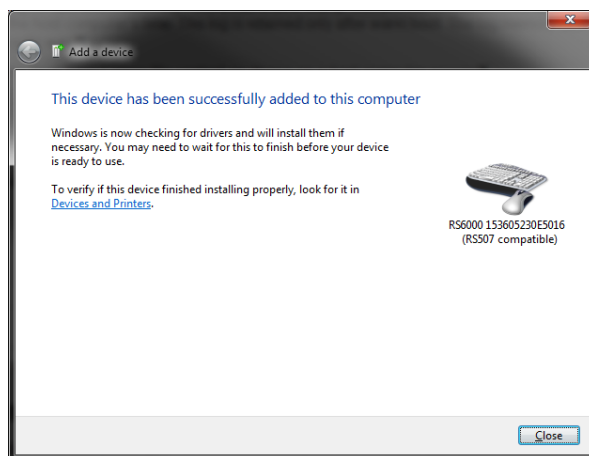 Add a device
This device has been successfully added to this computer
Windows is now checking for drivers and will install them if
necessary. You may need to wait for this to finish before your device
is ready to use.
To verify if this device finished installing properly, look for it in
Devices and Printers.
RS6000 153605230E5016
(RS507 compatible)
Close